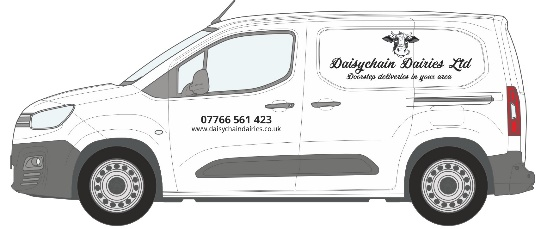 Daisychain Dairies Ltd
Doorstep deliveries in your area
07766 561 423
www.daisychaindairies.co.uk